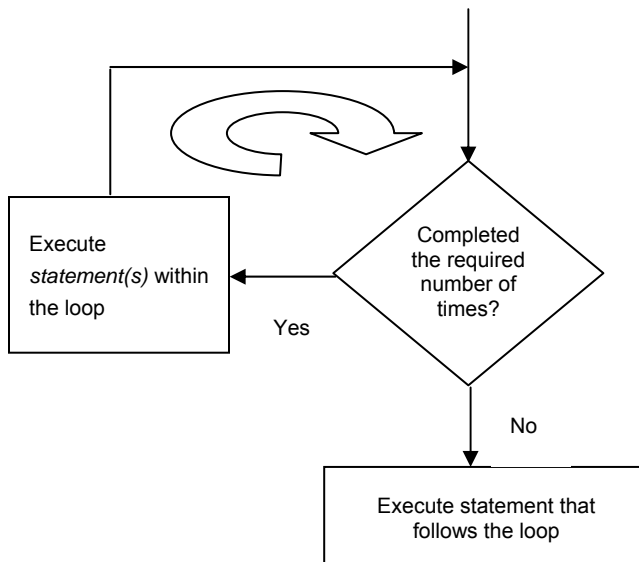 Completed
the required
number of
times?
Execute
statement(s) within
the loop
Yes
No
Execute statement that
follows the loop